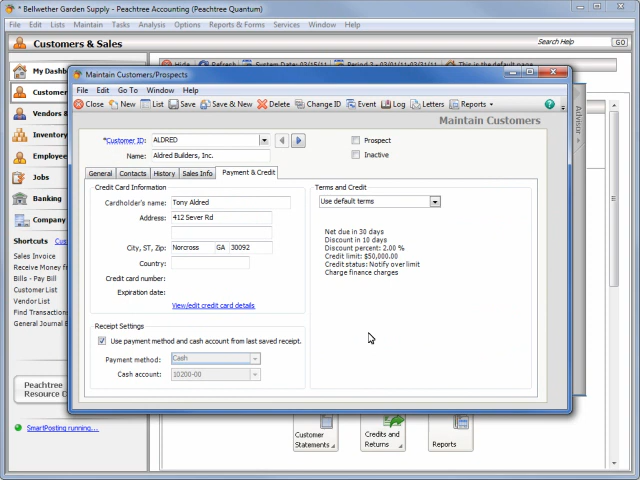 * Bellwether Garden Supply - Peachtree Accounting (Peachtree Quantum)
File Edit Lists Maintain Tasks Analysis Options Reports & Forms Services Window Help
Customers & Sales
Search Help
GO
Hide Refresh System Date: 03/15/11 Period 3 - 03/01/11-03/31/11 This is the default page
My Dashb
Customer
Vendors &
Inventory
Employee
Jobs
Banking
Company
Shortcuts Cus
Sales Invoice
Receive Money f
Bills - Pay Bill
Customer List
Vendor List
Find Transaction
General Journal E
Peachtree
Resource C
SmartPosting running...
Advisor
Maintain Customers/Prospects
File Edit Go To Window Help
Close New List Save Save & New Delete Change ID Event Log Letters Reports
Maintain Customers
*Customer ID: ALDRED
Prospect
Name: Aldred Builders, Inc.
Inactive
General Contacts History Sales Info Payment & Credit
Credit Card Information
Cardholder's name: Tony Aldred
Address: 412 Sever Rd
City, ST, Zip: Norcross GA 30092
Country:
Credit card number:
Expiration date:
View/edit credit card details
Receipt Settings
Use payment method and cash account from last saved receipt.
Payment method: Cash
Cash account: 10200-00
Terms and Credit
Use default terms
Net due in 30 days
Discount in 10 days
Discount percent: 2.00 %
Credit limit: $50,000.00
Credit status: Notify over limit
Charge finance charges
Customer
Statements
Credits and
Returns
Reports